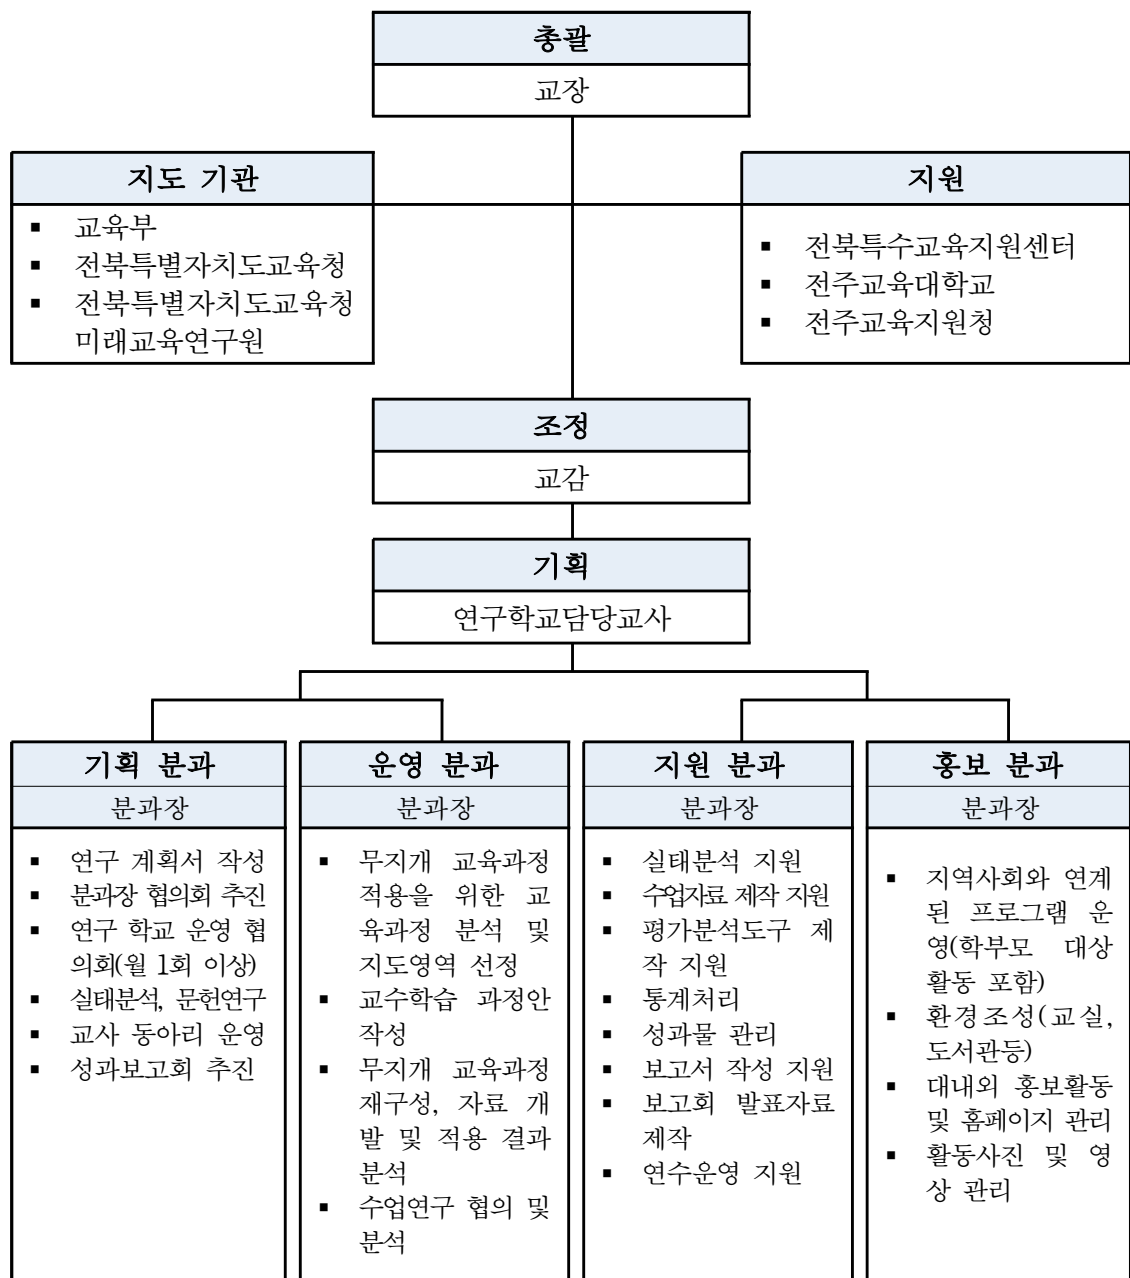 총괄
교장
지도 기관
▪ 교육부
▪ 전북특별자치도교육청
▪ 전북특별자치도교육청
미래교육연구원
지원
▪ 전북특수교육지원센터
▪ 전주교육대학교
▪ 전주교육지원청
조정
교감
기획
연구학교담당교사
기획 분과
분과장
▪ 연구 계획서 작성
▪ 분과장 협의회 추진
▪ 연구 학교 운영 협
의회(월 1회 이상)
▪ 실태분석, 문헌연구
▪ 교사 동아리 운영
▪ 성과보고회 추진
운영 분과
분과장
▪ 무지개 교육과정
적용을 위한 교
육과정 분석 및
지도영역 선정
▪ 교수학습 과정안
작성
▪ 무지개 교육과정
재구성, 자료 개
발 및 적용 결과
분석
▪ 수업연구 협의 및
분석
지원 분과
분과장
▪ 실태분석 지원
▪ 수업자료 제작 지원
▪ 평가분석도구 제
작 지원
▪ 통계처리
▪ 성과물 관리
▪ 보고서 작성 지원
▪ 보고회 발표자료
제작
▪ 연수운영 지원
홍보 분과
분과장
▪ 지역사회와 연계
된 프로그램 운
영(학부모 대상
활동 포함)
▪ 환경조성(교실,
도서관등)
▪ 대내외 홍보활동
및 홈페이지 관리
▪ 활동사진 및 영
상 관리